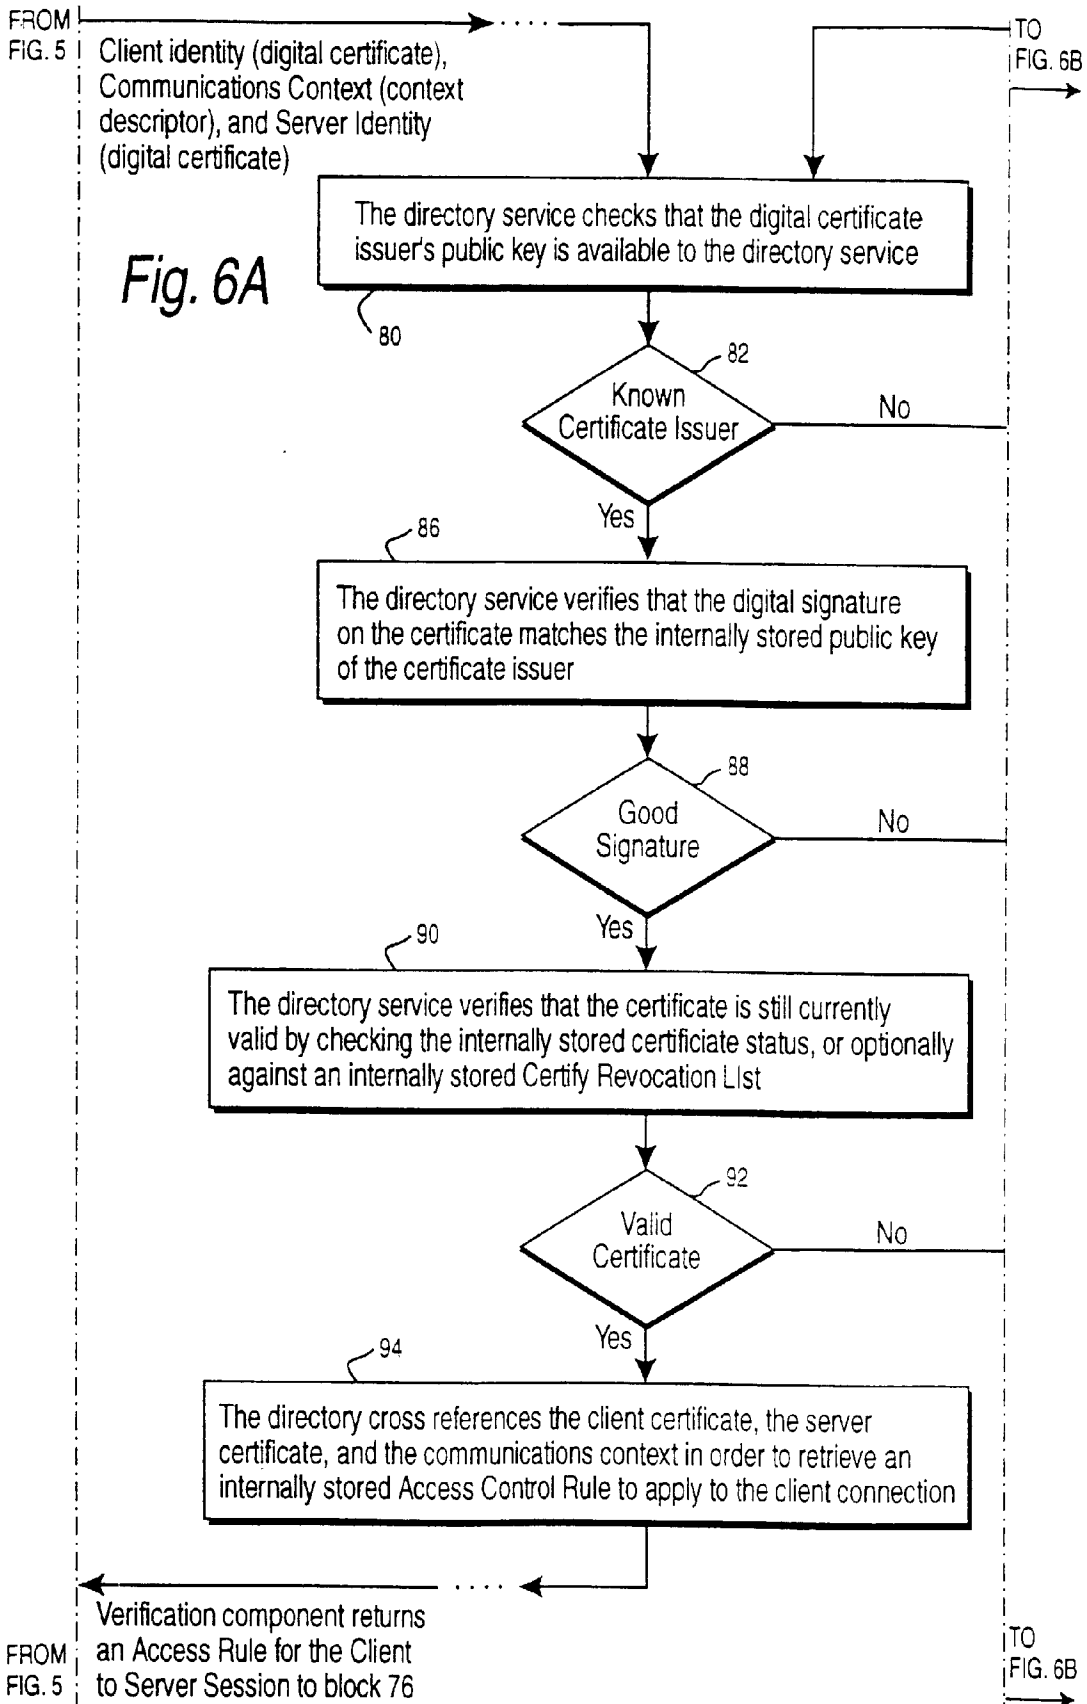 FROM
FIG. 5
Client identity (digital certificate),
Communications Context (context
descriptor), and Server Identity
(digital certificate)
TO
FIG. 6B
Fig. 6A
The directory service checks that the digital certificate
issuer's public key is available to the directory service
80
82
Known
Certificate Issuer
No
Yes
86
The directory service verifies that the digital signature
on the certificate matches the internally stored public key
of the certificate issuer
88
Good
Signature
No
Yes
90
The directory service verifies that the certificate is still currently
valid by checking the internally stored certificiate status, or optionally
against an internally stored Certify Revocation LIst
92
Valid
Certificate
No
Yes
94
The directory cross references the client certificate, the server
certificate, and the communications context in order to retrieve an
internally stored Access Control Rule to apply to the client connection
Verification component returns
an Access Rule for the Client
to Server Session to block 76
FROM
FIG. 5
TO
FIG. 6B